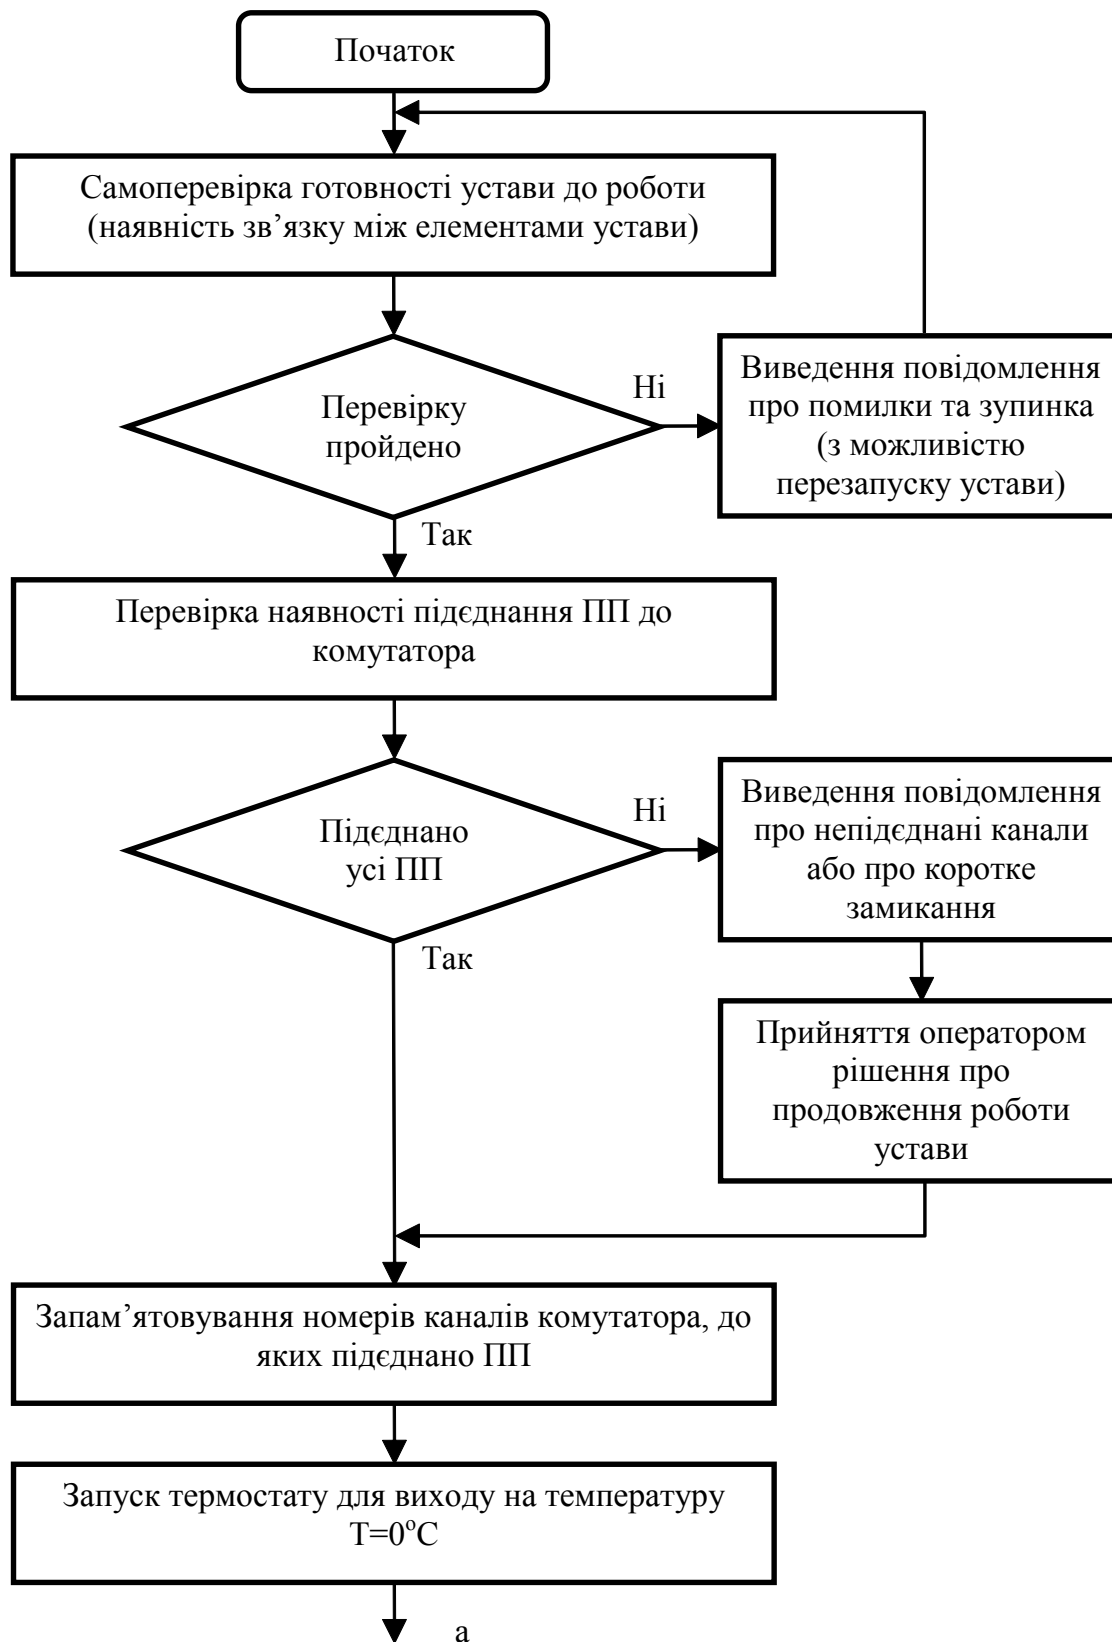 Початок
Самоперевірка готовності устави до роботи
(наявність зв’язку між елементами устави)
Перевірку
пройдено
Ні
Виведення повідомлення
про помилки та зупинка
(з можливістю
перезапуску устави)
Так
Перевірка наявності підєднання ПП до
комутатора
Підєднано
усі ПП
Ні
Виведення повідомлення
про непідєднані канали
або про коротке
замикання
Так
Прийняття оператором
рішення про
продовження роботи
устави
Запам’ятовування номерів каналів комутатора, до
яких підєднано ПП
Запуск термостату для виходу на температуру
T=0°C
а